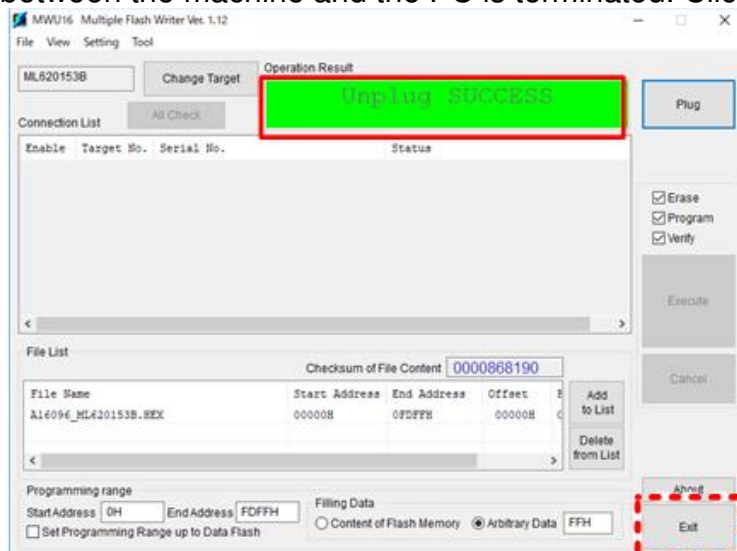 between the machine and the PC is terminated. Clic
MWU16 Multiple Flash Writer Ver. 1.12
File View Setting Tool
ML620153B
Change Target
Operation Result
Unplug SUCCESS
Plug
Connection List
All Check
Enable Target No. Serial No. Status
Erase
Program
Verify
Execute
File List
Checksum of File Content 0000868190
Cancel
File Name Start Address End Address Offset
A16096_ML620153B.HEX 00000H 0FDFFH 00000H
Add
to List
Delete
from List
Programming range
Start Address 0H End Address FDFFH
Set Programming Range up to Data Flash
Filling Data
Content of Flash Memory Arbitrary Data FFH
About
Exit